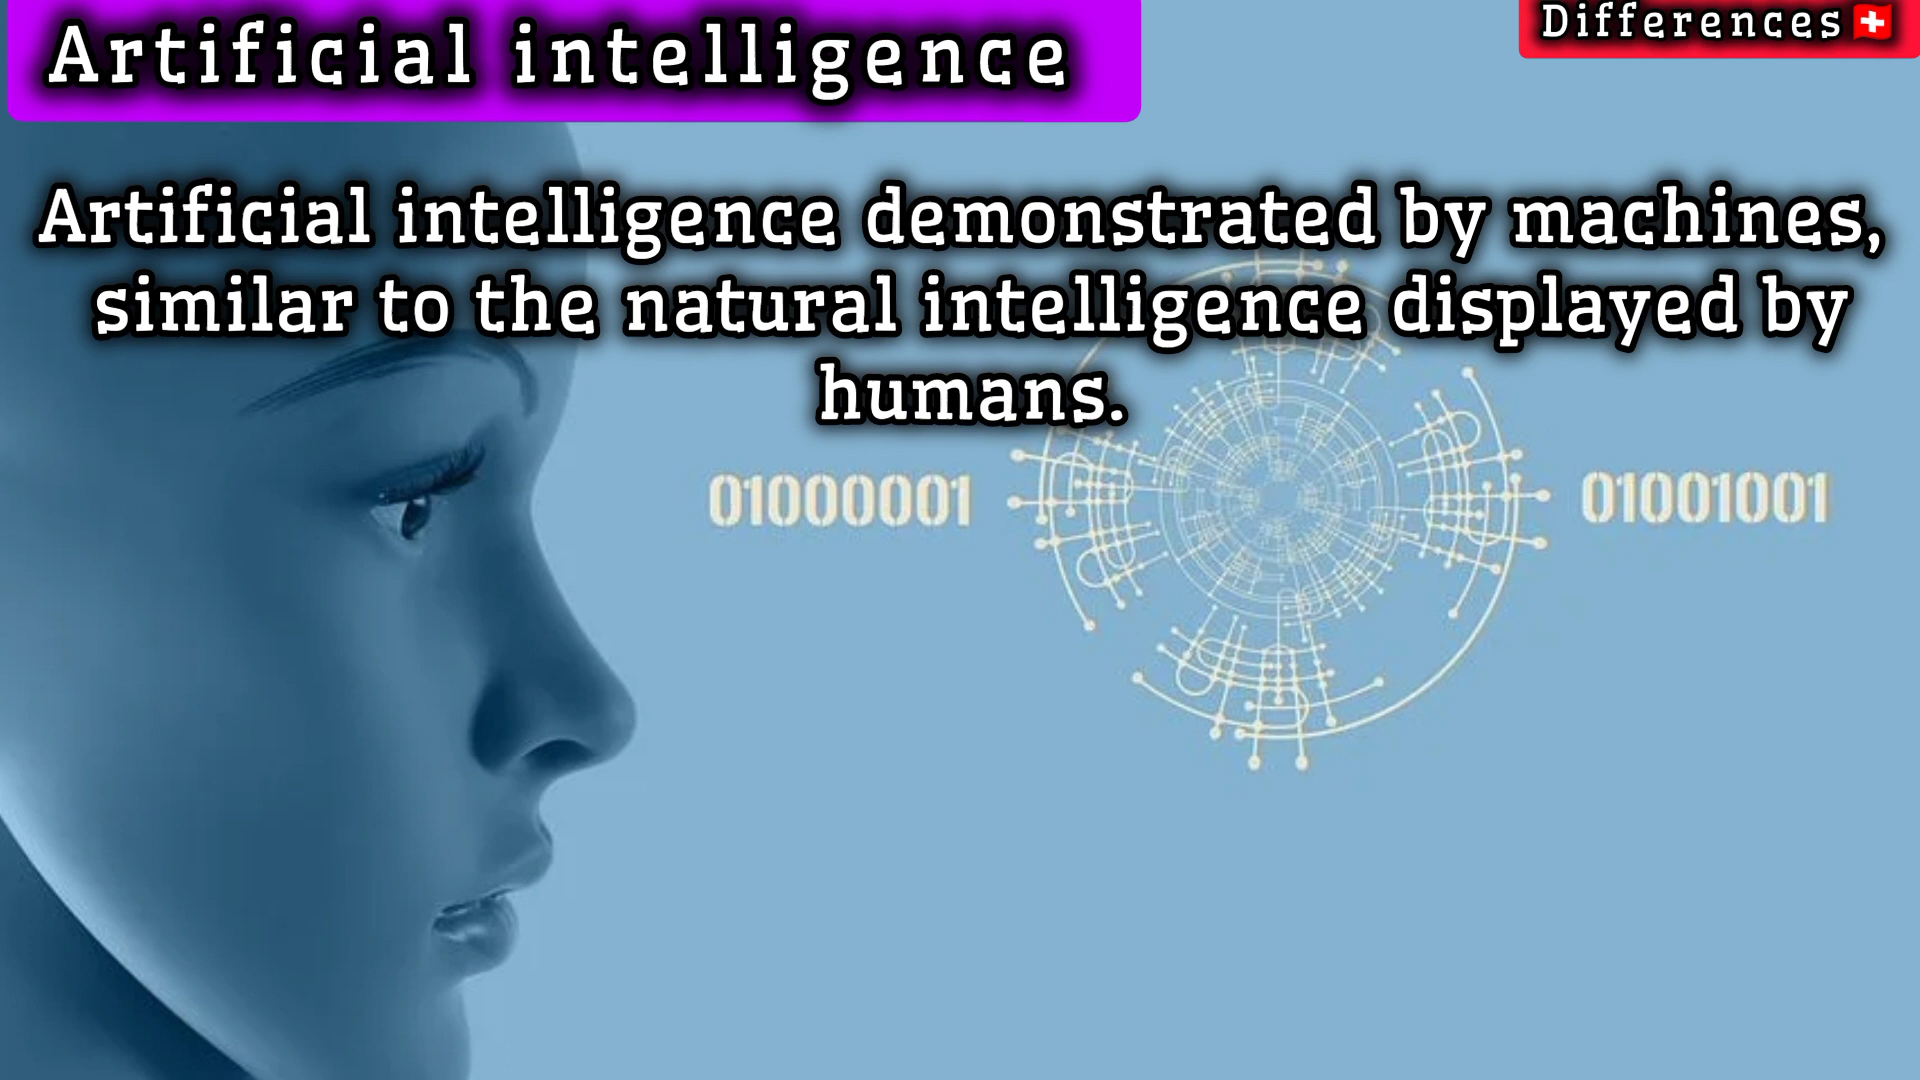 Artificial intelligence
Differences🇨🇭
Artificial intelligence demonstrated by machines,
similar to the natural intelligence displayed by
humans.
01000001
01001001